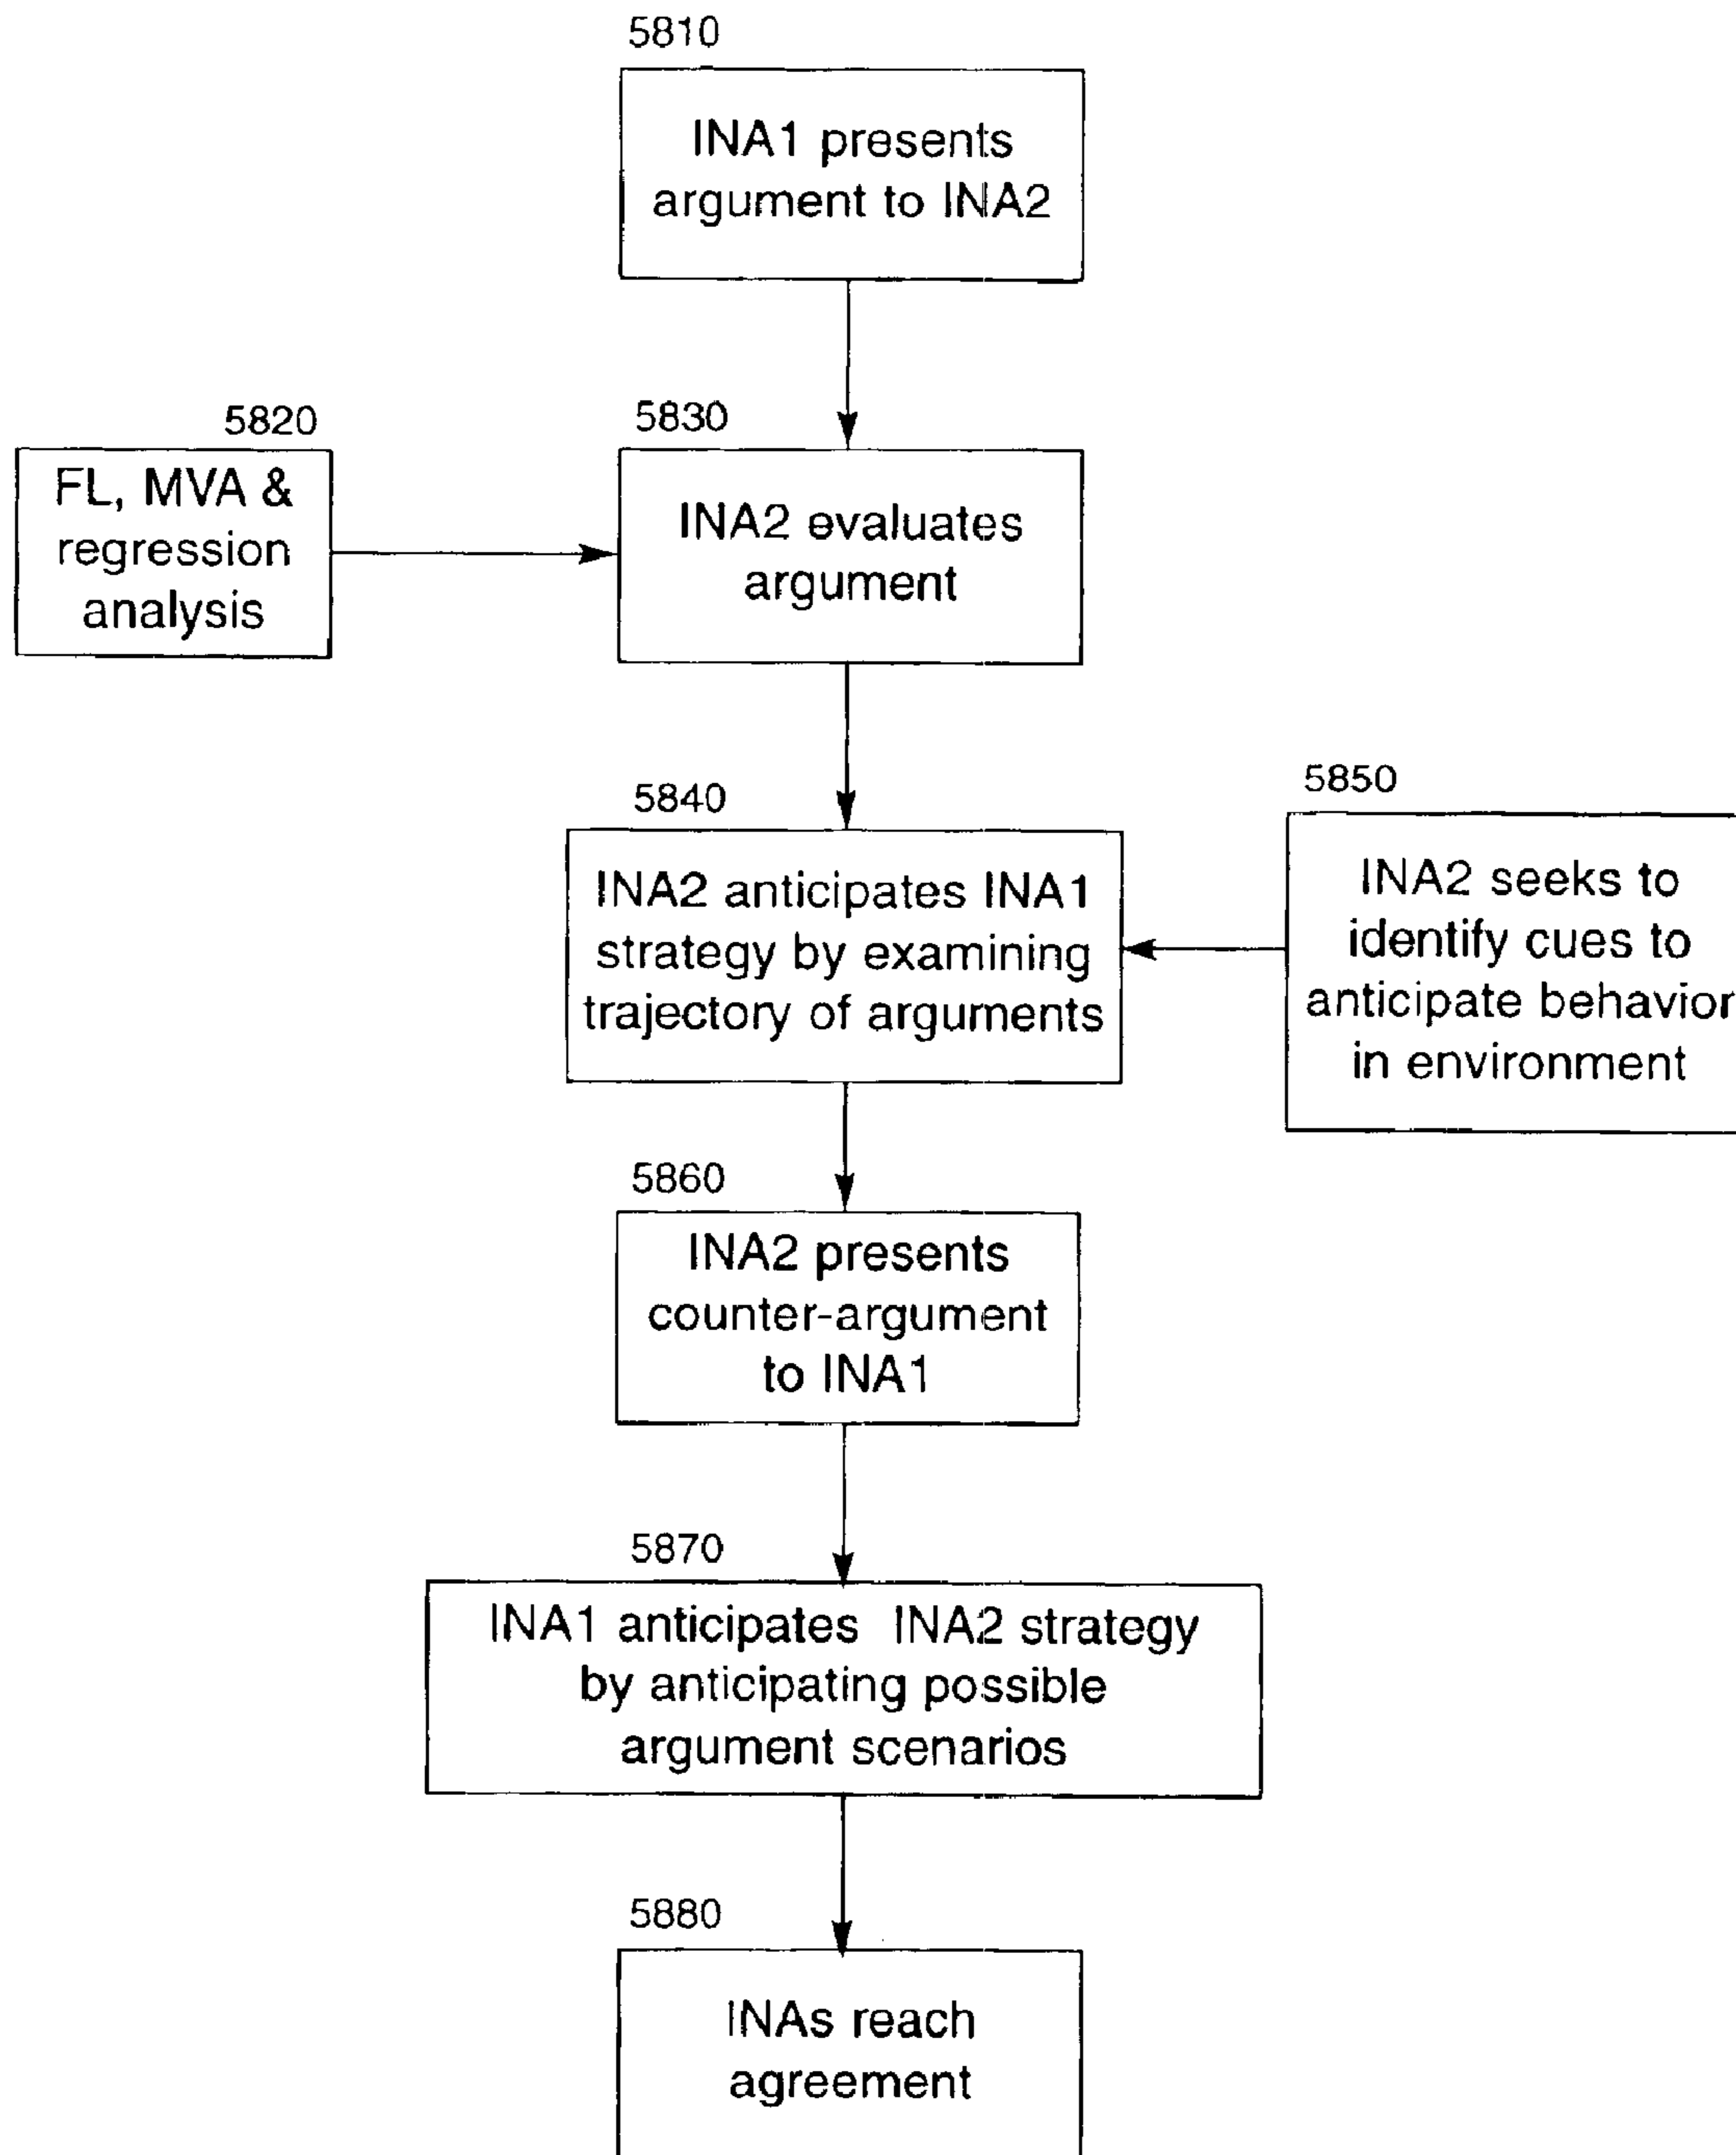 5810
INA1 presents
argument to INA2
5820
FL, MVA &
regression
analysis
5830
INA2 evaluates
argument
5840
INA2 anticipates INA1
strategy by examining
trajectory of arguments
5850
INA2 seeks to
identify cues to
anticipate behavior
in environment
5860
INA2 presents
counter-argument
to INA1
5870
INA1 anticipates INA2 strategy
by anticipating possible
argument scenarios
5880
INAs reach
agreement